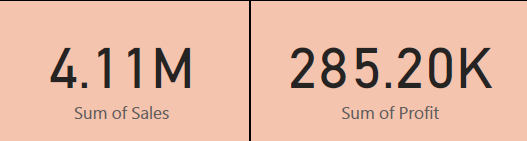 4.11M
Sum of Sales
285.20K
Sum of Profit